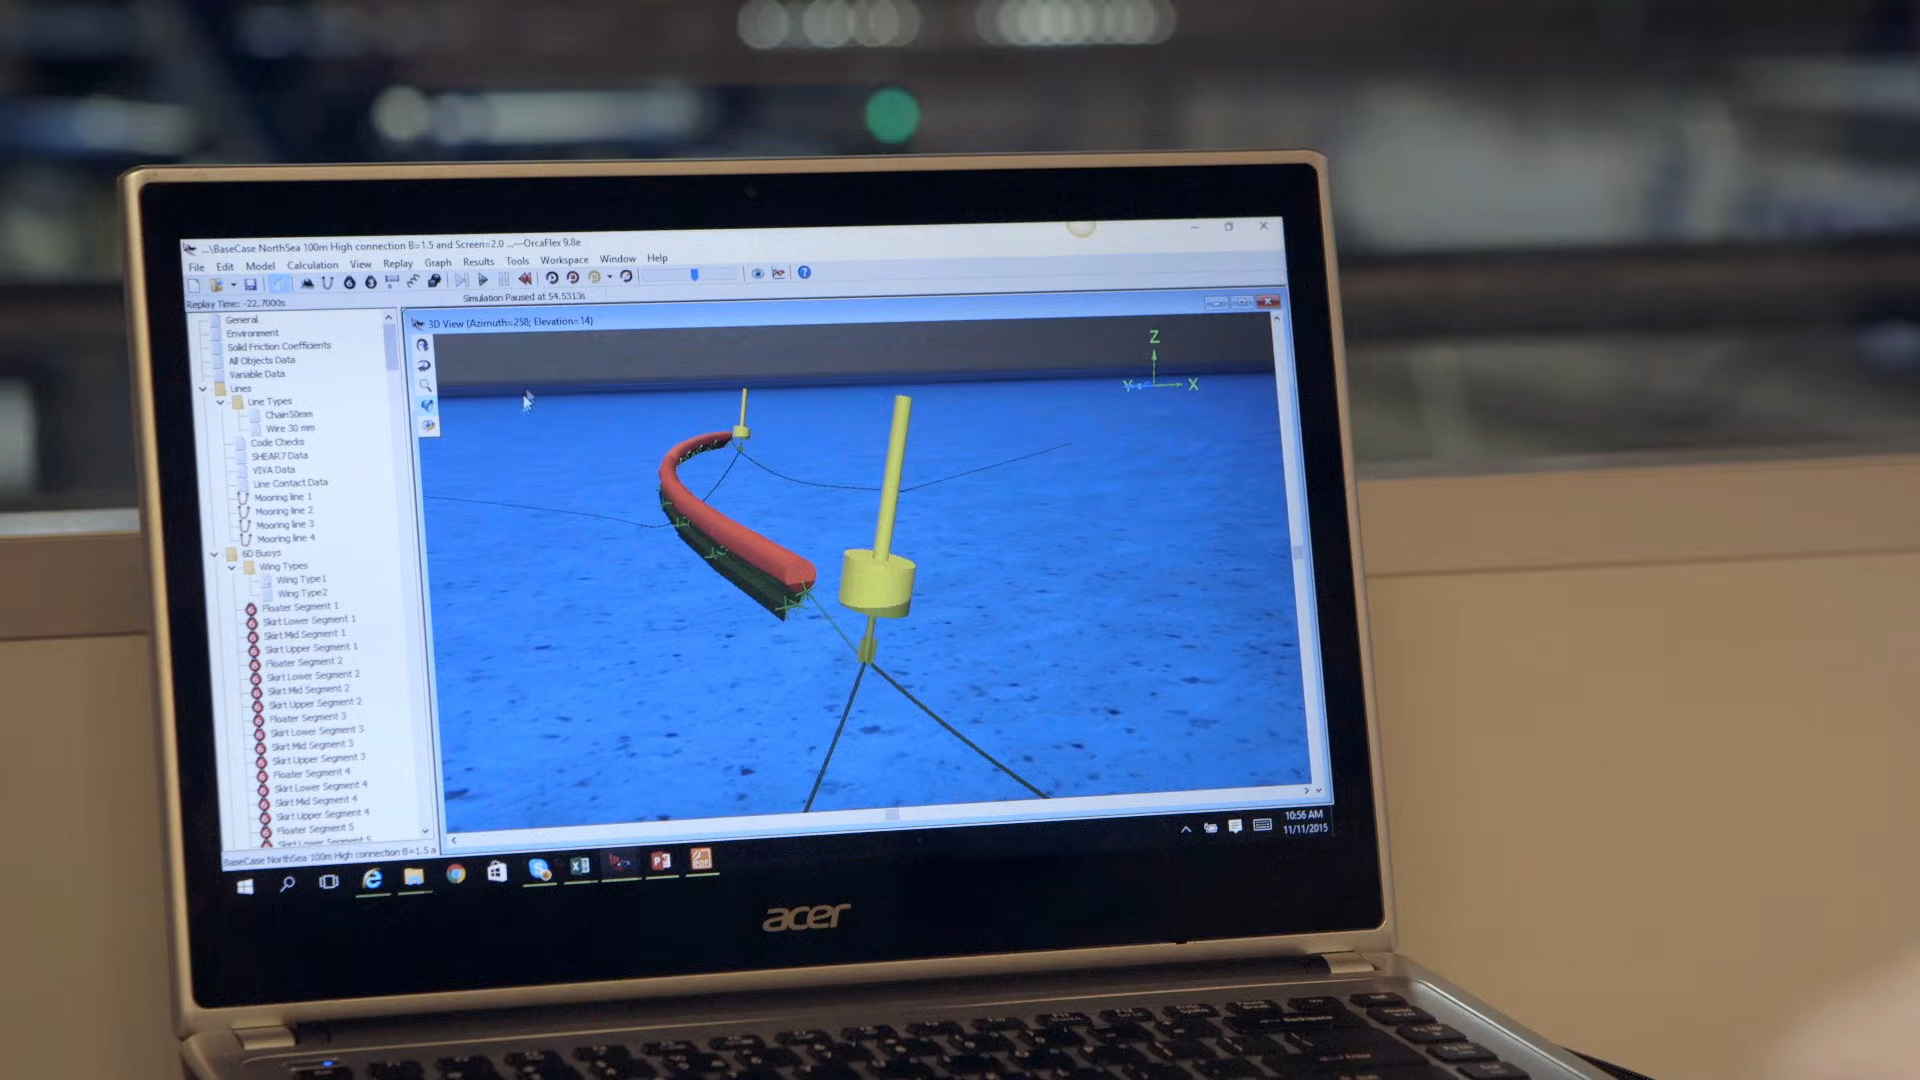 ...\BaseCase NorthSea 100m High connection B=1.5 and Screen=2.0 ...—OrcaFlex 9.8e
File Edit Model Calculation View Replay Graph Results Tools Workspace Window Help
Replay Time: -22.7000s
Simulation Paused at 54.5313s
3D View (Azimuth=258; Elevation=14)
General
Environment
Solid Friction Coefficients
All Objects Data
Variable Data
Lines
Line Types
Chain50mm
Wire 30 mm
Code Checks
SHEAR7 Data
VIVA Data
Line Contact Data
Mooring line 1
Mooring line 2
Mooring line 3
Mooring line 4
6D Buoys
Wing Types
Wing Type1
Wing Type2
Floater Segment 1
Skirt Lower Segment 1
Skirt Mid Segment 1
Skirt Upper Segment 1
Floater Segment 2
Skirt Lower Segment 2
Skirt Mid Segment 2
Skirt Upper Segment 2
Floater Segment 3
Skirt Lower Segment 3
Skirt Mid Segment 3
Skirt Upper Segment 3
Floater Segment 4
Skirt Lower Segment 4
Skirt Mid Segment 4
Skirt Upper Segment 4
Floater Segment 5
Skirt Lower Segment 5
Z
Y X
BaseCase NorthSea 100m High connection B=1.5 a
10:56 AM
11/11/2015
acer